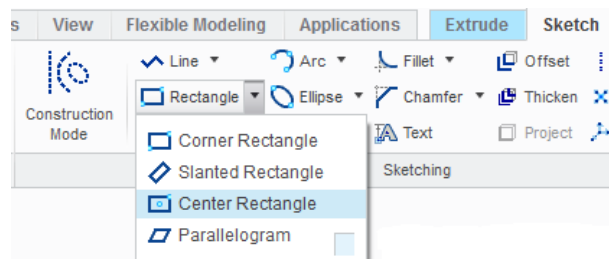 s View Flexible Modeling Applications Extrude Sketch
Line Arc Fillet Offset
Rectangle Ellipse Chamfer Thicken
Construction
Mode
Text Project
Corner Rectangle
Slanted Rectangle Sketching
Center Rectangle
Parallelogram